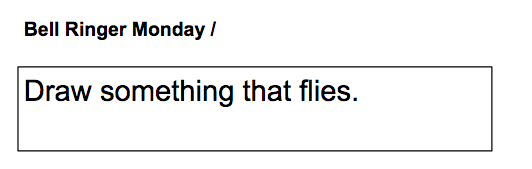 Bell Ringer Monday /
Draw something that flies.